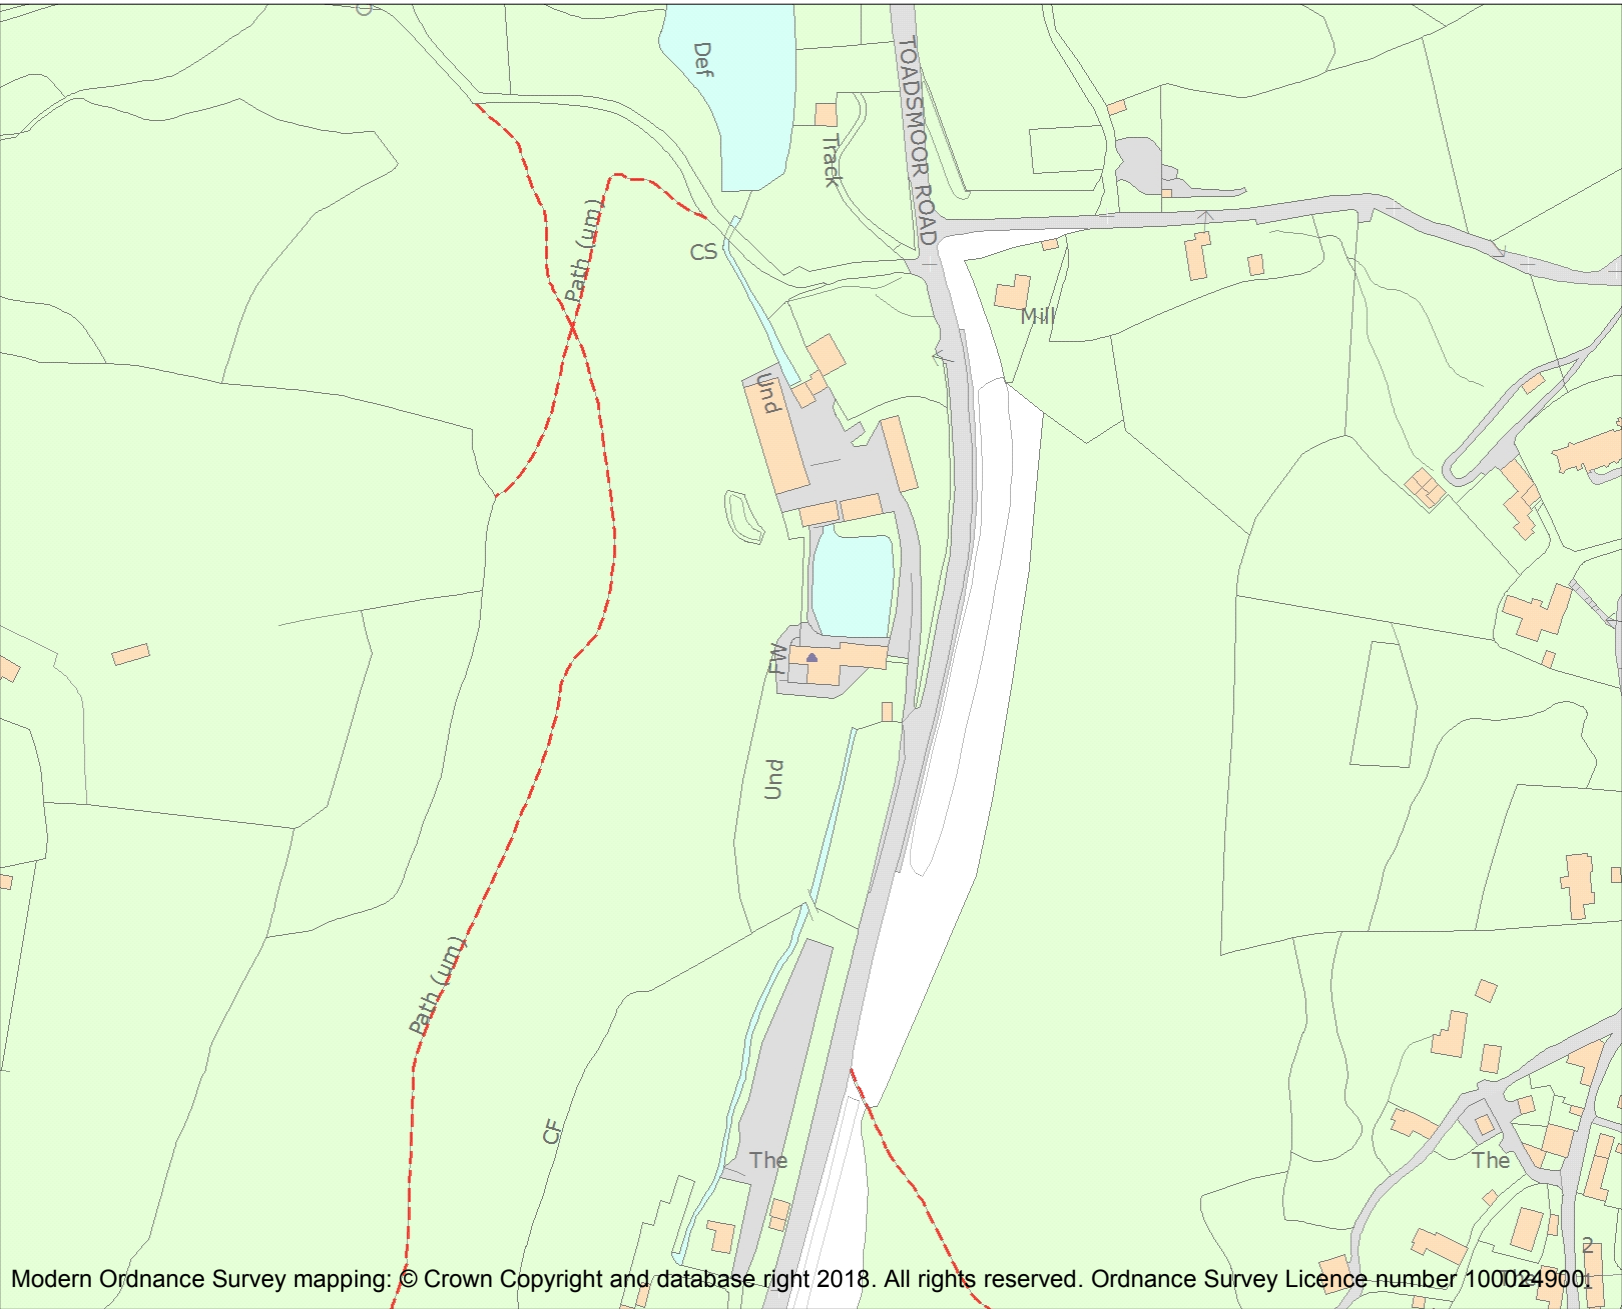 Def
TOADSMOOR ROAD
Track
Path (um)
CS
Mill
Und
FW
Und
Path (um)
CF
The
The
2
Modern Ordnance Survey mapping: © Crown Copyright and database right 2018. All rights reserved. Ordnance Survey Licence number 100024900.